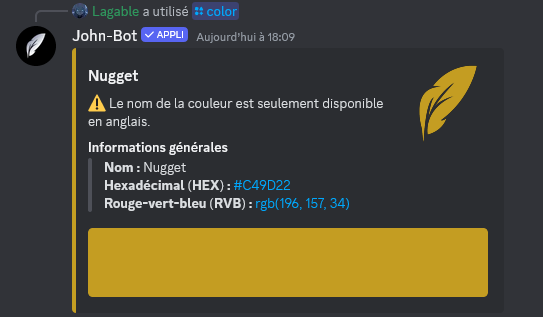 Lagable a utilisé color
John-Bot APPLI Aujourd'hui à 18:09
Nugget
⚠️ Le nom de la couleur est seulement disponible
en anglais.
Informations générales
Nom : Nugget
Hexadécimal (HEX) : #C49D22
Rouge-vert-bleu (RVB) : rgb(196, 157, 34)